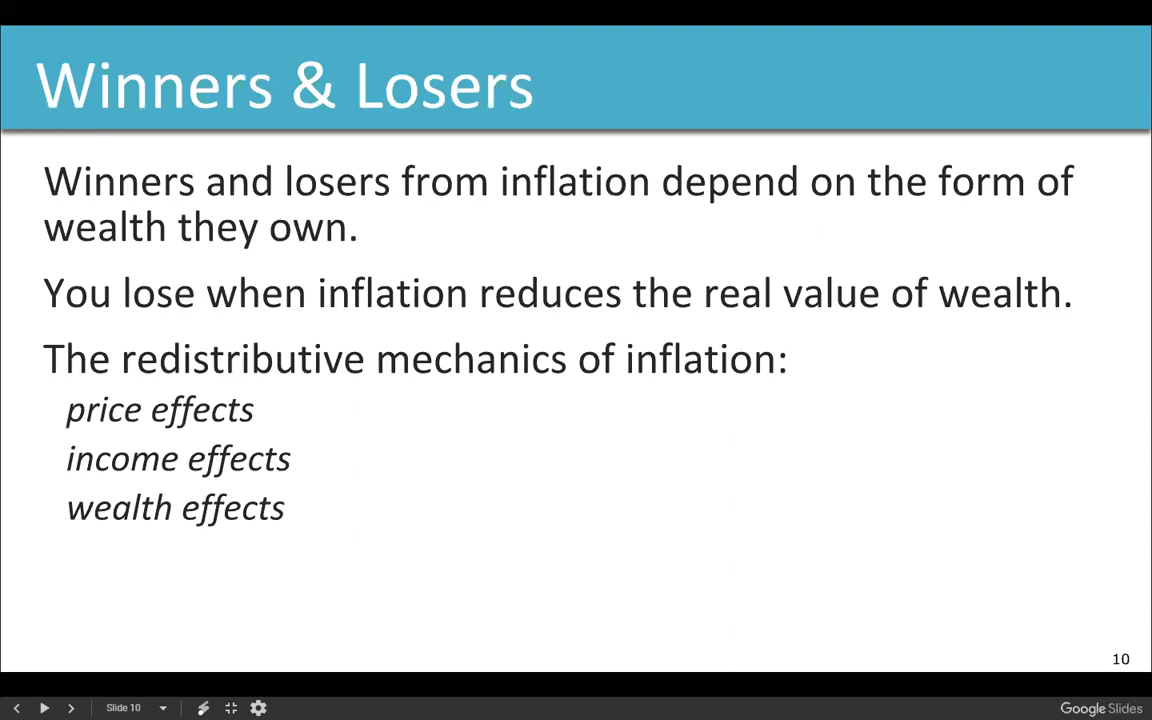 Winners & Losers
Winners and losers from inflation depend on the form of
wealth they own.
You lose when inflation reduces the real value of wealth.
The redistributive mechanics of inflation:
price effects
income effects
wealth effects
10
Slide 10
Google Slides